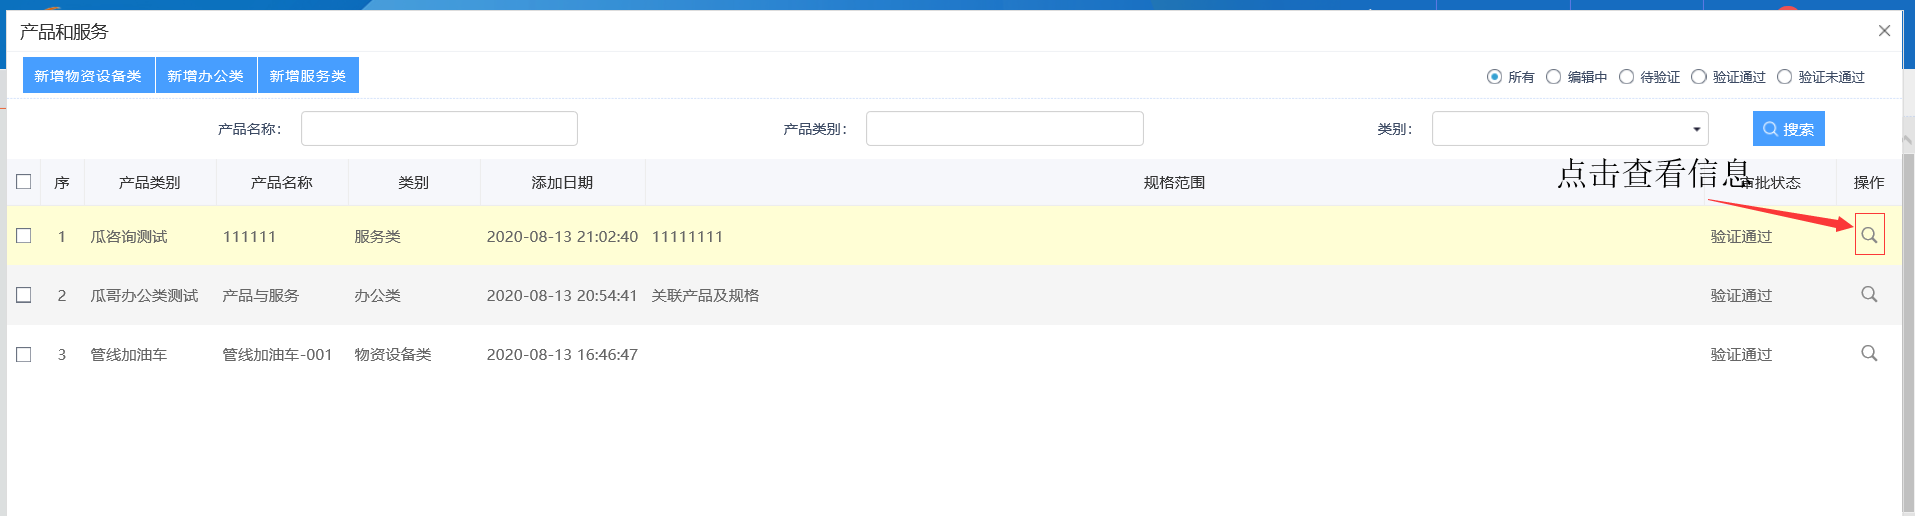 产品和服务
新增物资设备类 新增办公类 新增服务类 所有 编辑中 待验证 验证通过 验证未通过
产品名称： 产品类别： 类别： 搜索
点击查看信息
序 产品类别 产品名称 类别 添加日期 规格范围 审批状态 操作
1 瓜咨询测试 111111 服务类 2020-08-13 21:02:40 11111111 验证通过
2 瓜哥办公类测试 产品与服务 办公类 2020-08-13 20:54:41 关联产品及规格 验证通过
3 管线加油车 管线加油车-001 物资设备类 2020-08-13 16:46:47 验证通过